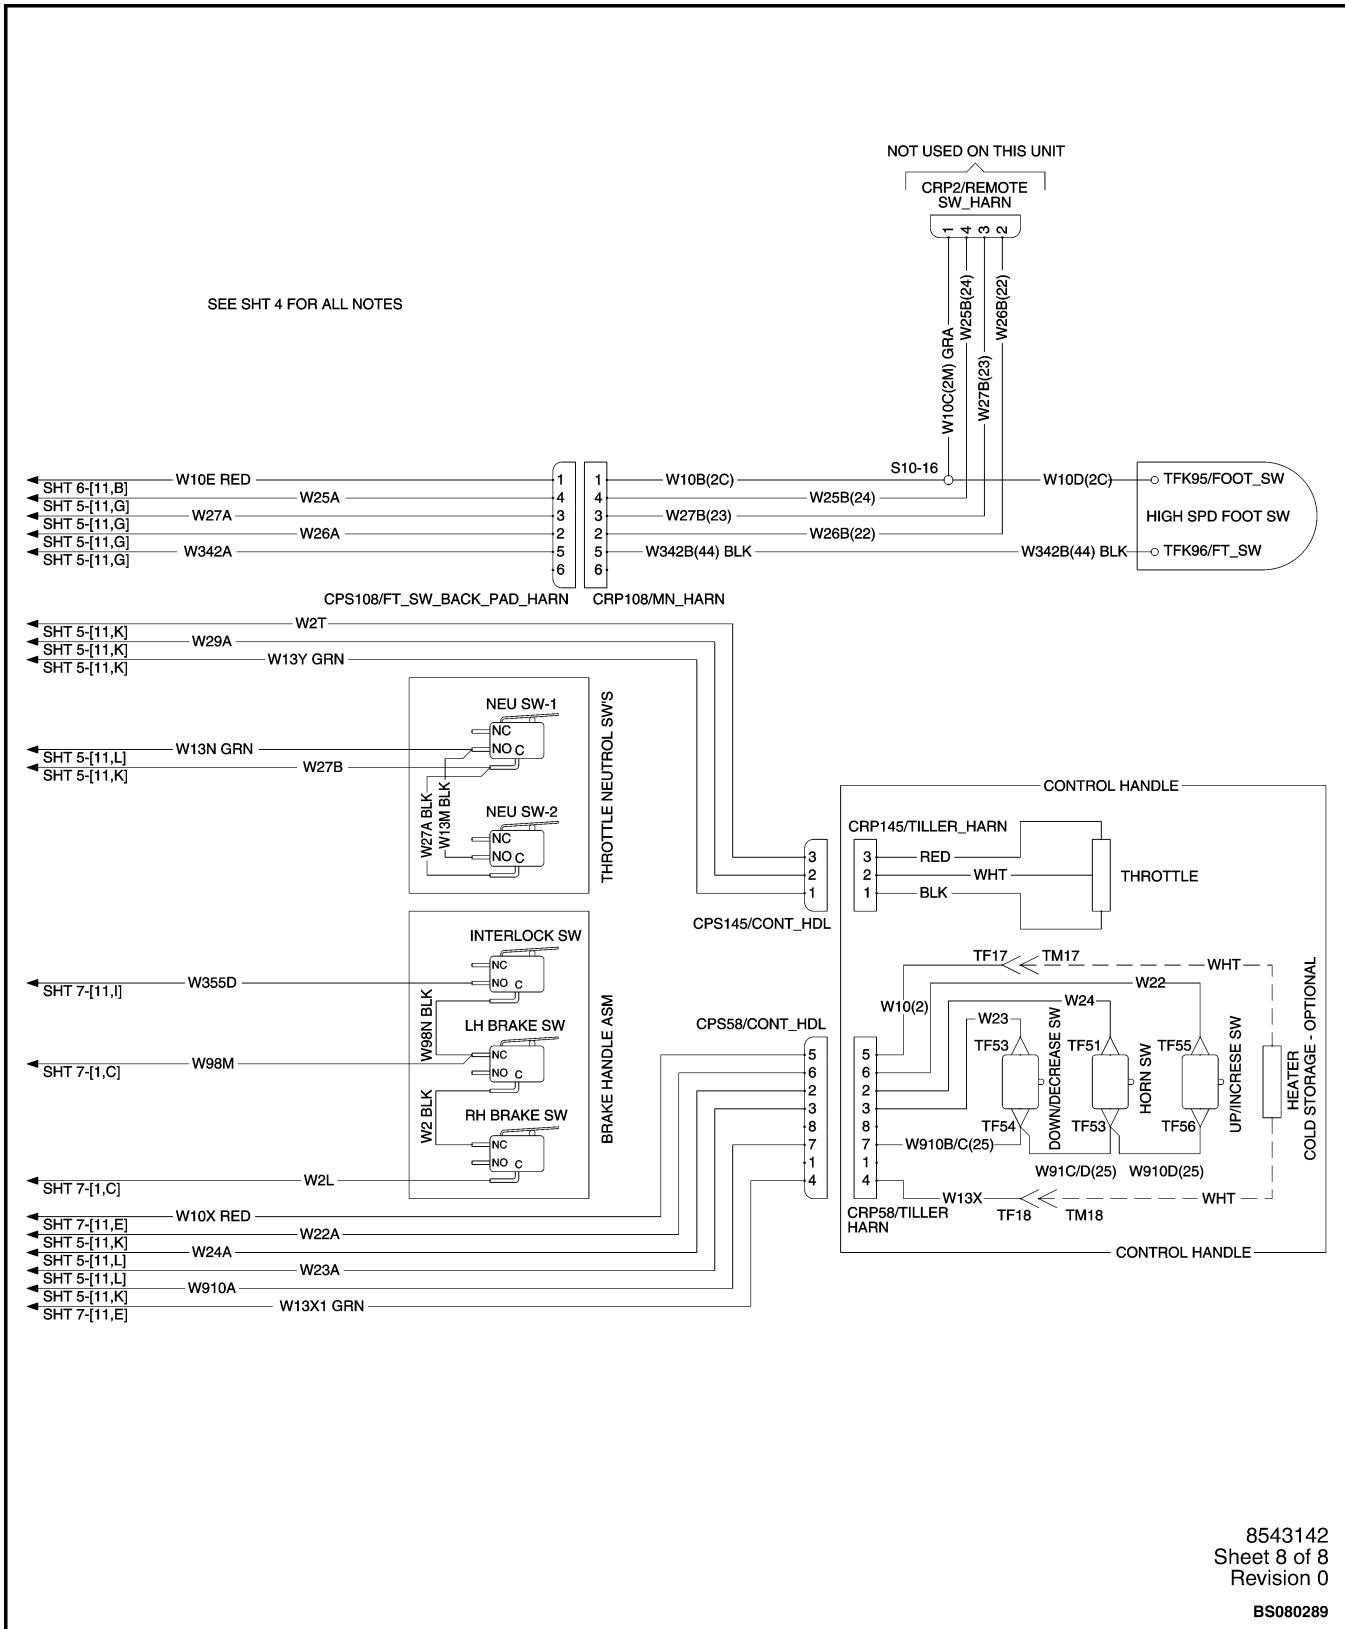 NOT USED ON THIS UNIT
CRP2/REMOTE
SW_HARN
1
4
3
2
SEE SHT 4 FOR ALL NOTES
W10C(2M) GRA
W25B(24)
W27B(23)
W26B(22)
SHT 6-[11,B]
W10E RED
1
1
W10B(2C)
S10-16
W10D(2C)
TFK95/FOOT_SW
SHT 5-[11,G]
W25A
4
4
W25B(24)
SHT 5-[11,G]
W27A
3
3
W27B(23)
HIGH SPD FOOT SW
SHT 5-[11,G]
W26A
2
2
W26B(22)
SHT 5-[11,G]
W342A
5
5
W342B(44) BLK
W342B(44) BLK
TFK96/FT_SW
6
6
CPS108/FT_SW_BACK_PAD_HARN
CRP108/MN_HARN
W2T
SHT 5-[11,K]
W29A
SHT 5-[11,K]
W13Y GRN
SHT 5-[11,K]
NEU SW-1
NC
NO
C
W13N GRN
SHT 5-[11,L]
W27B
SHT 5-[11,K]
W27A BLK
W13M BLK
NEU SW-2
NC
NO
C
THROTTLE NEUTROL SW'S
CONTROL HANDLE
CRP145/TILLER_HARN
3
3
RED
2
2
WHT
THROTTLE
1
1
BLK
CPS145/CONT_HDL
INTERLOCK SW
NC
NO
C
W355D
SHT 7-[11,I]
W98N BLK
LH BRAKE SW
NC
NO
C
W98M
SHT 7-[1,C]
W2 BLK
RH BRAKE SW
NC
NO
C
W2L
SHT 7-[1,C]
BRAKE HANDLE ASM
TF17
TM17
WHT
W10(2)
W22
W24
W23
CPS58/CONT_HDL
5
6
2
3
8
7
1
4
5
6
2
3
8
7
1
4
TF53
TF51
TF55
TF54
TF53
TF56
DOWN/DECREASE SW
HORN SW
UP/INCRESE SW
HEATER
COLD STORAGE - OPTIONAL
W910B/C(25)
W91C/D(25)
W910D(25)
W13X
TF18
TM18
WHT
CRP58/TILLER
HARN
CONTROL HANDLE
W10X RED
SHT 7-[11,E]
W22A
SHT 5-[11,K]
W24A
SHT 5-[11,L]
W23A
SHT 5-[11,L]
W910A
SHT 5-[11,K]
W13X1 GRN
SHT 7-[11,E]
8543142
Sheet 8 of 8
Revision 0
BS080289